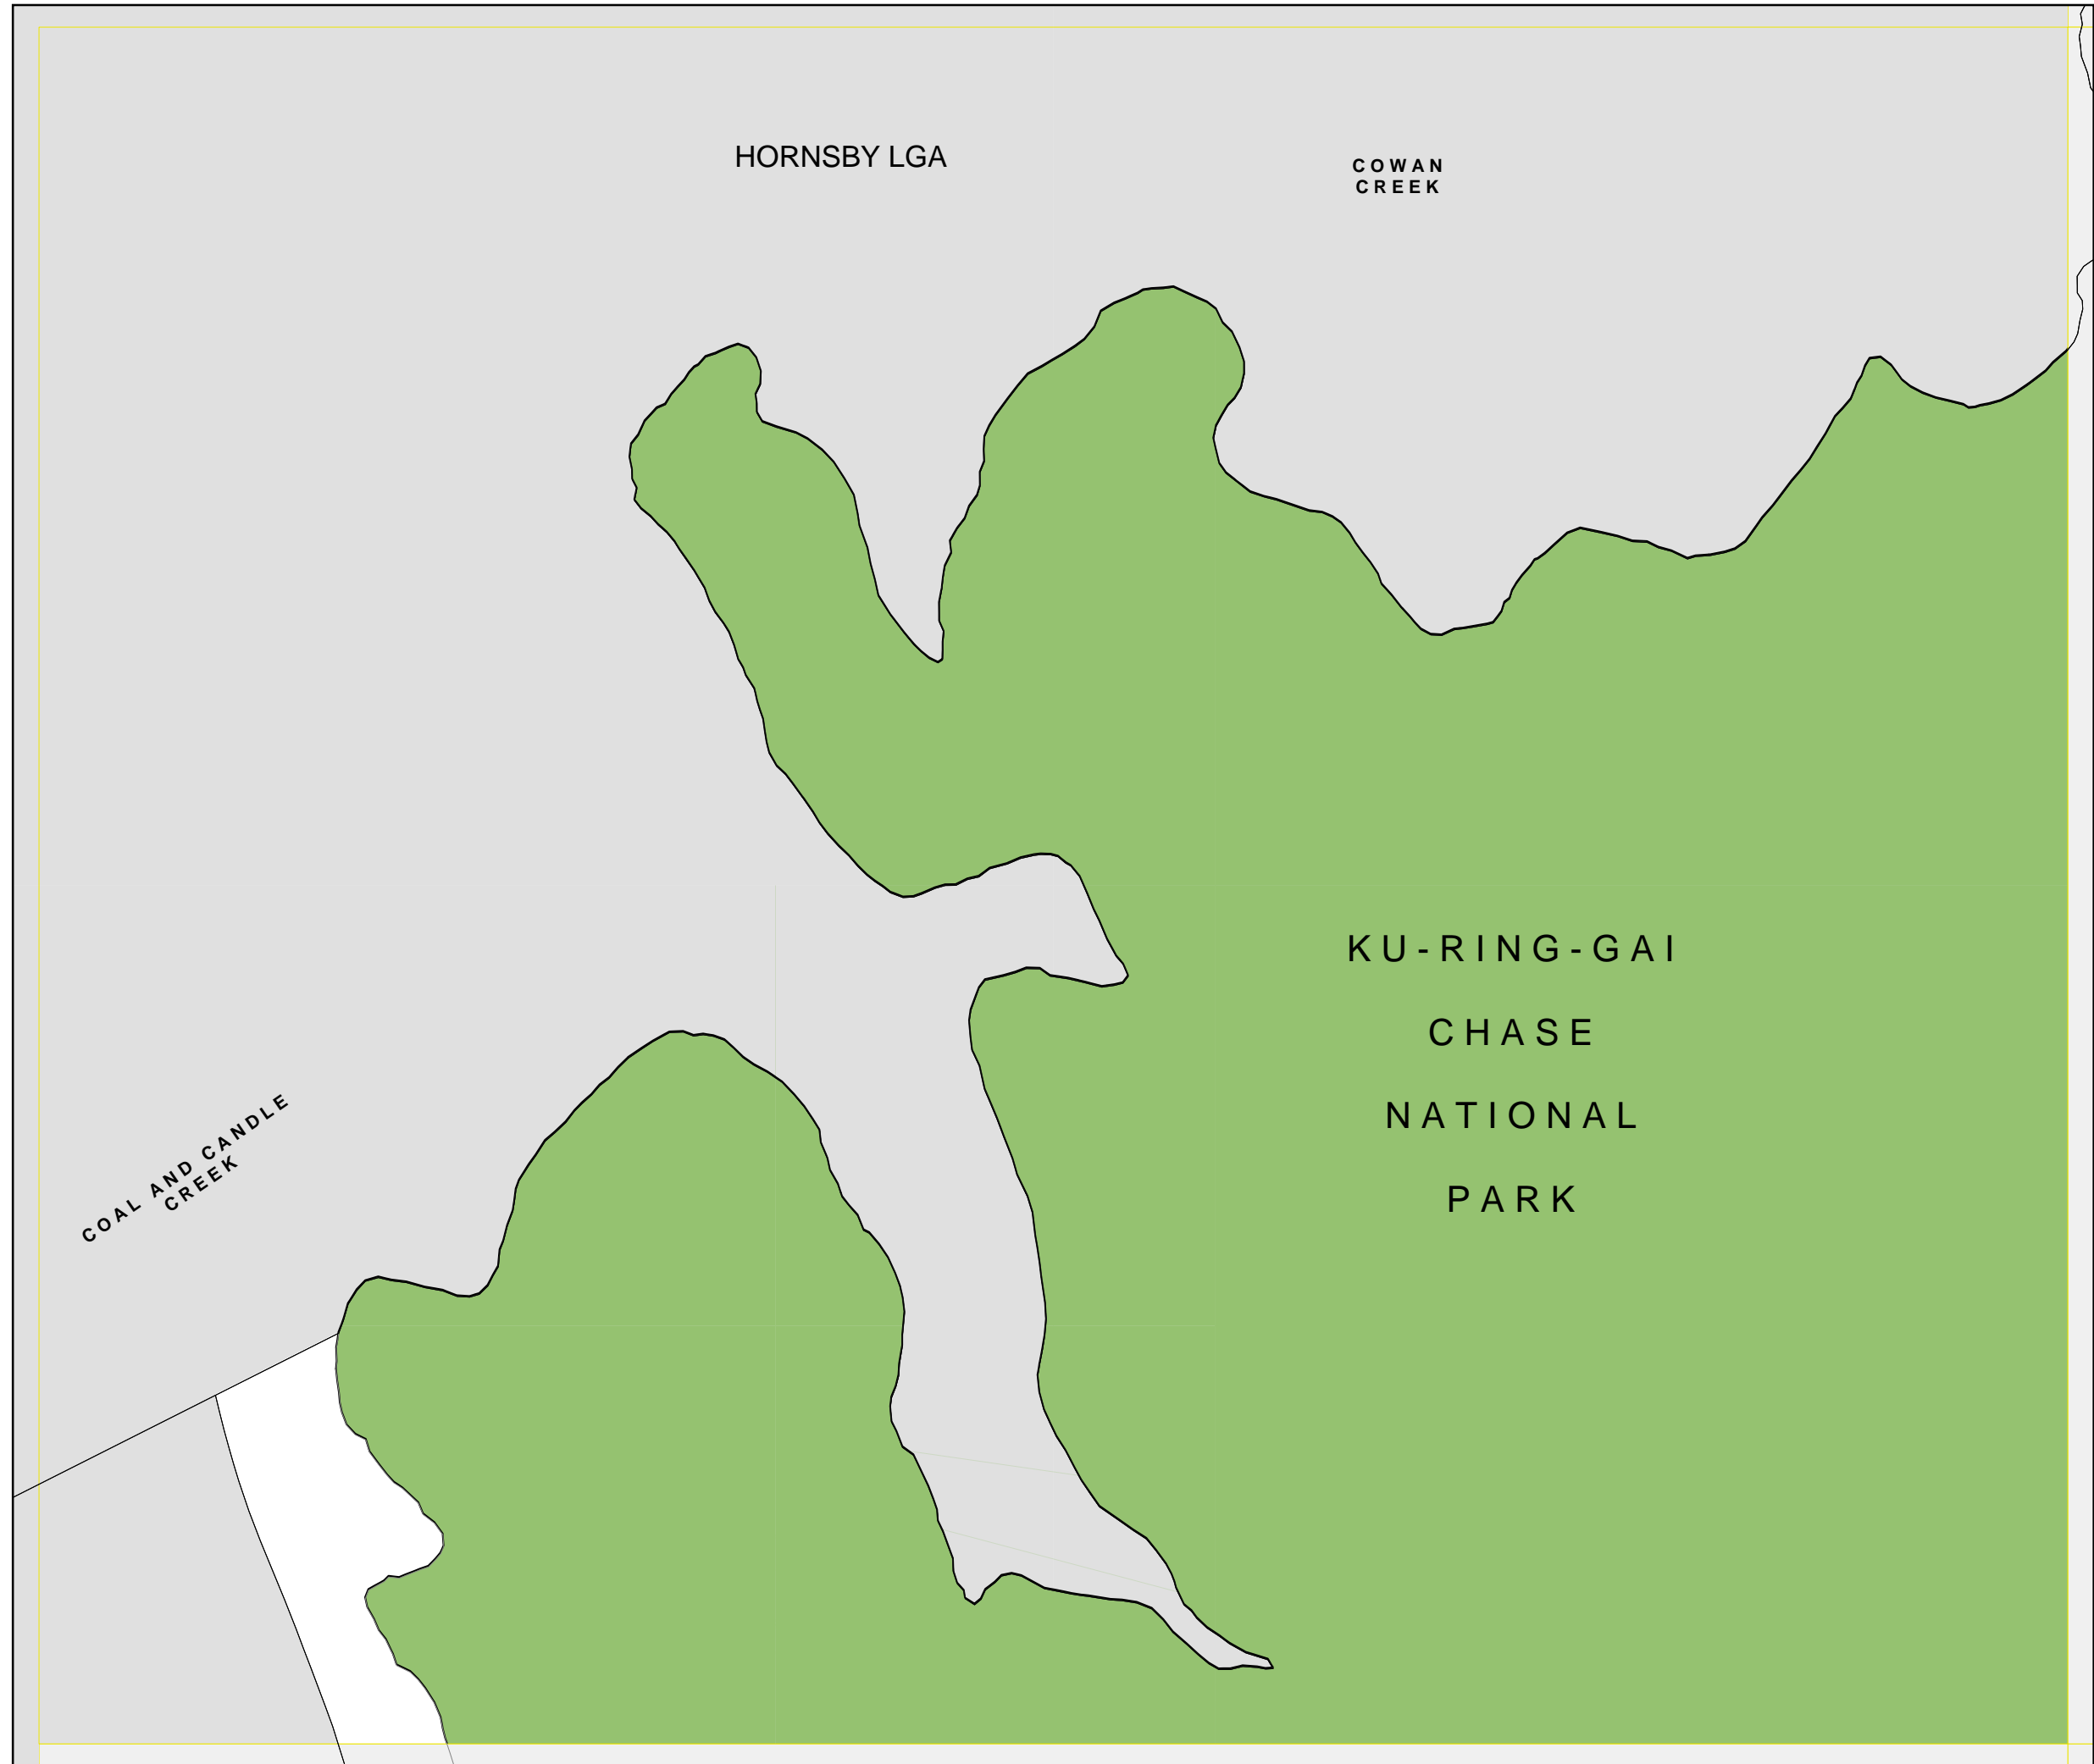 HORNSBY LGA
COWAN
CREEK
KU-RING-GAI
CHASE
NATIONAL
PARK
COAL AND CANDLE
CREEK